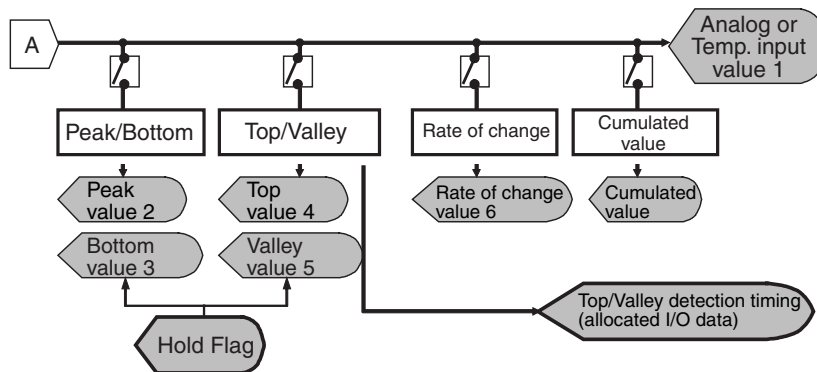 A
Analog or
Temp. input
value 1
Peak/Bottom
Top/Valley
Rate of change
Cumulated
value
Peak
value 2
Top
value 4
Rate of change
value 6
Cumulated
value
Bottom
value 3
Valley
value 5
Top/Valley detection timing
(allocated I/O data)
Hold Flag